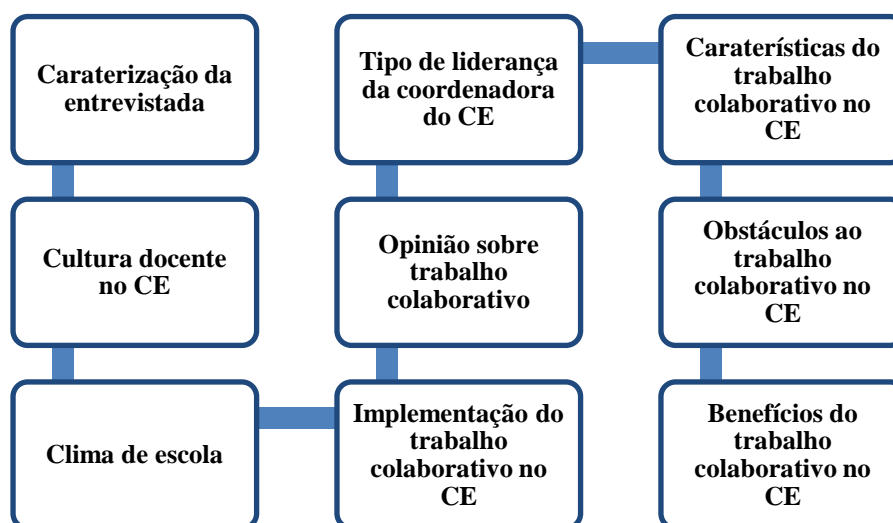 Caraterização da
entrevistada
Cultura docente
no CE
Clima de escola
Implementação do
trabalho
colaborativo no
CE
Opinião sobre
trabalho
colaborativo
Tipo de liderança
da coordenadora
do CE
Caraterísticas do
trabalho
colaborativo no
CE
Obstáculos ao
trabalho
colaborativo no
CE
Benefícios do
trabalho
colaborativo no
CE